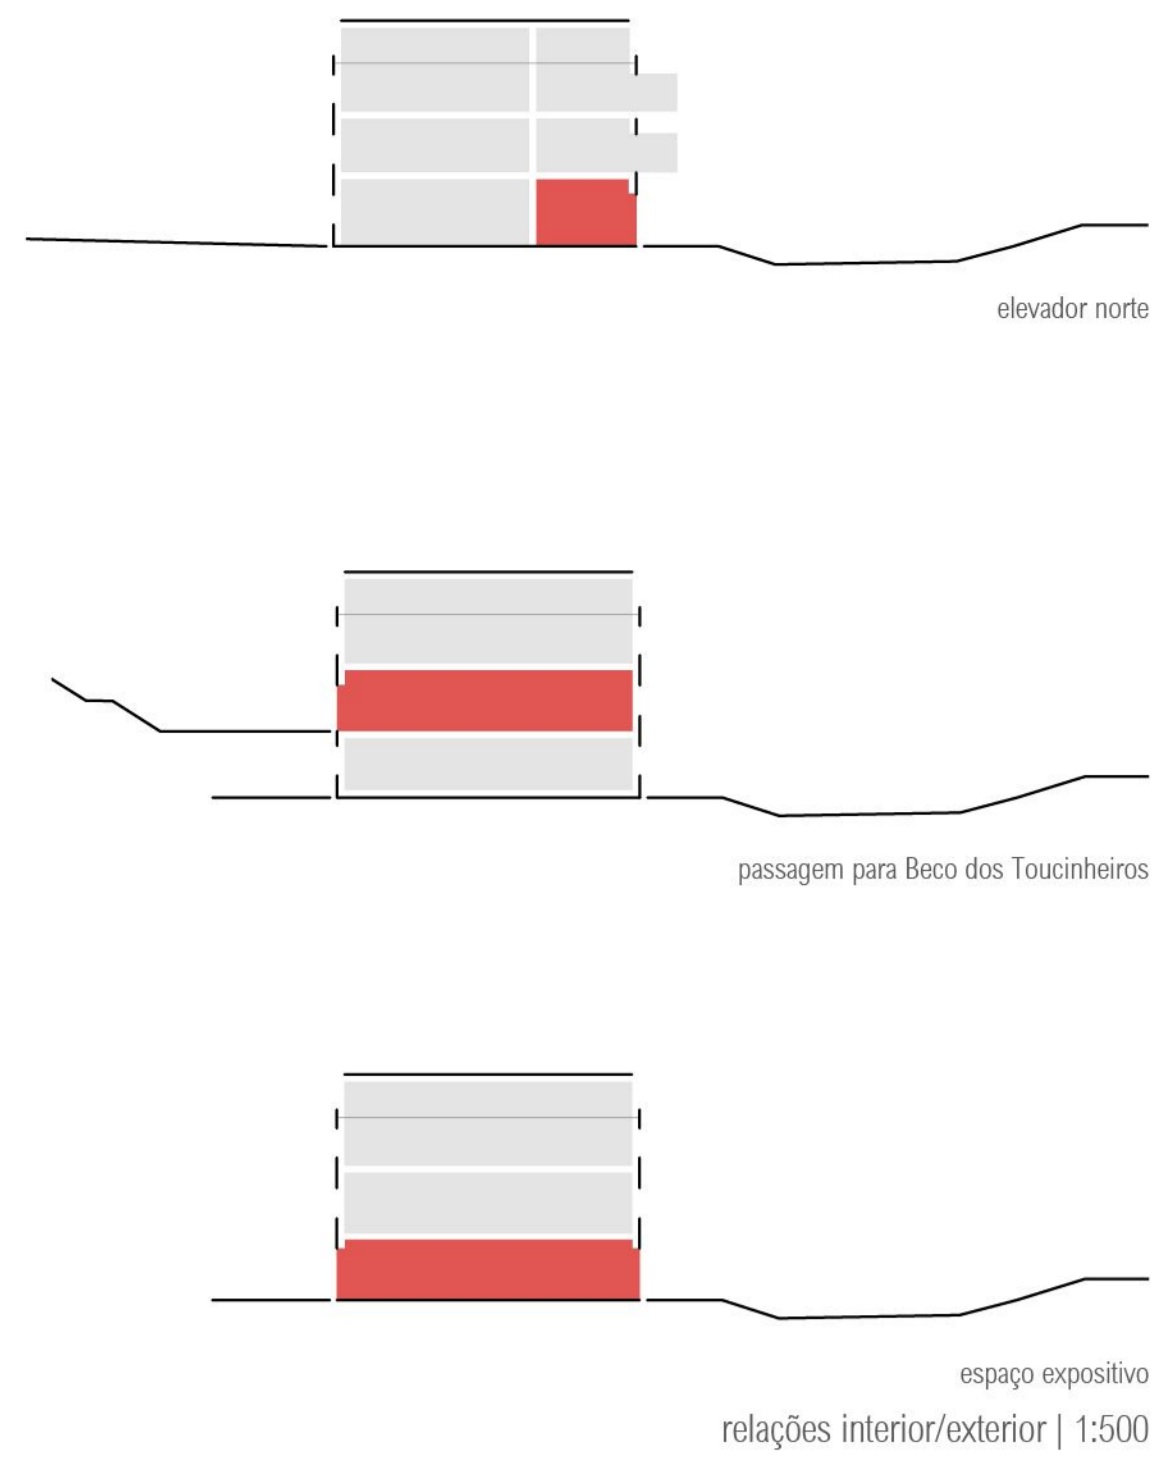 elevador norte
passagem para Beco dos Toucinheiros
espaço expositivo
relações interior/exterior | 1:500